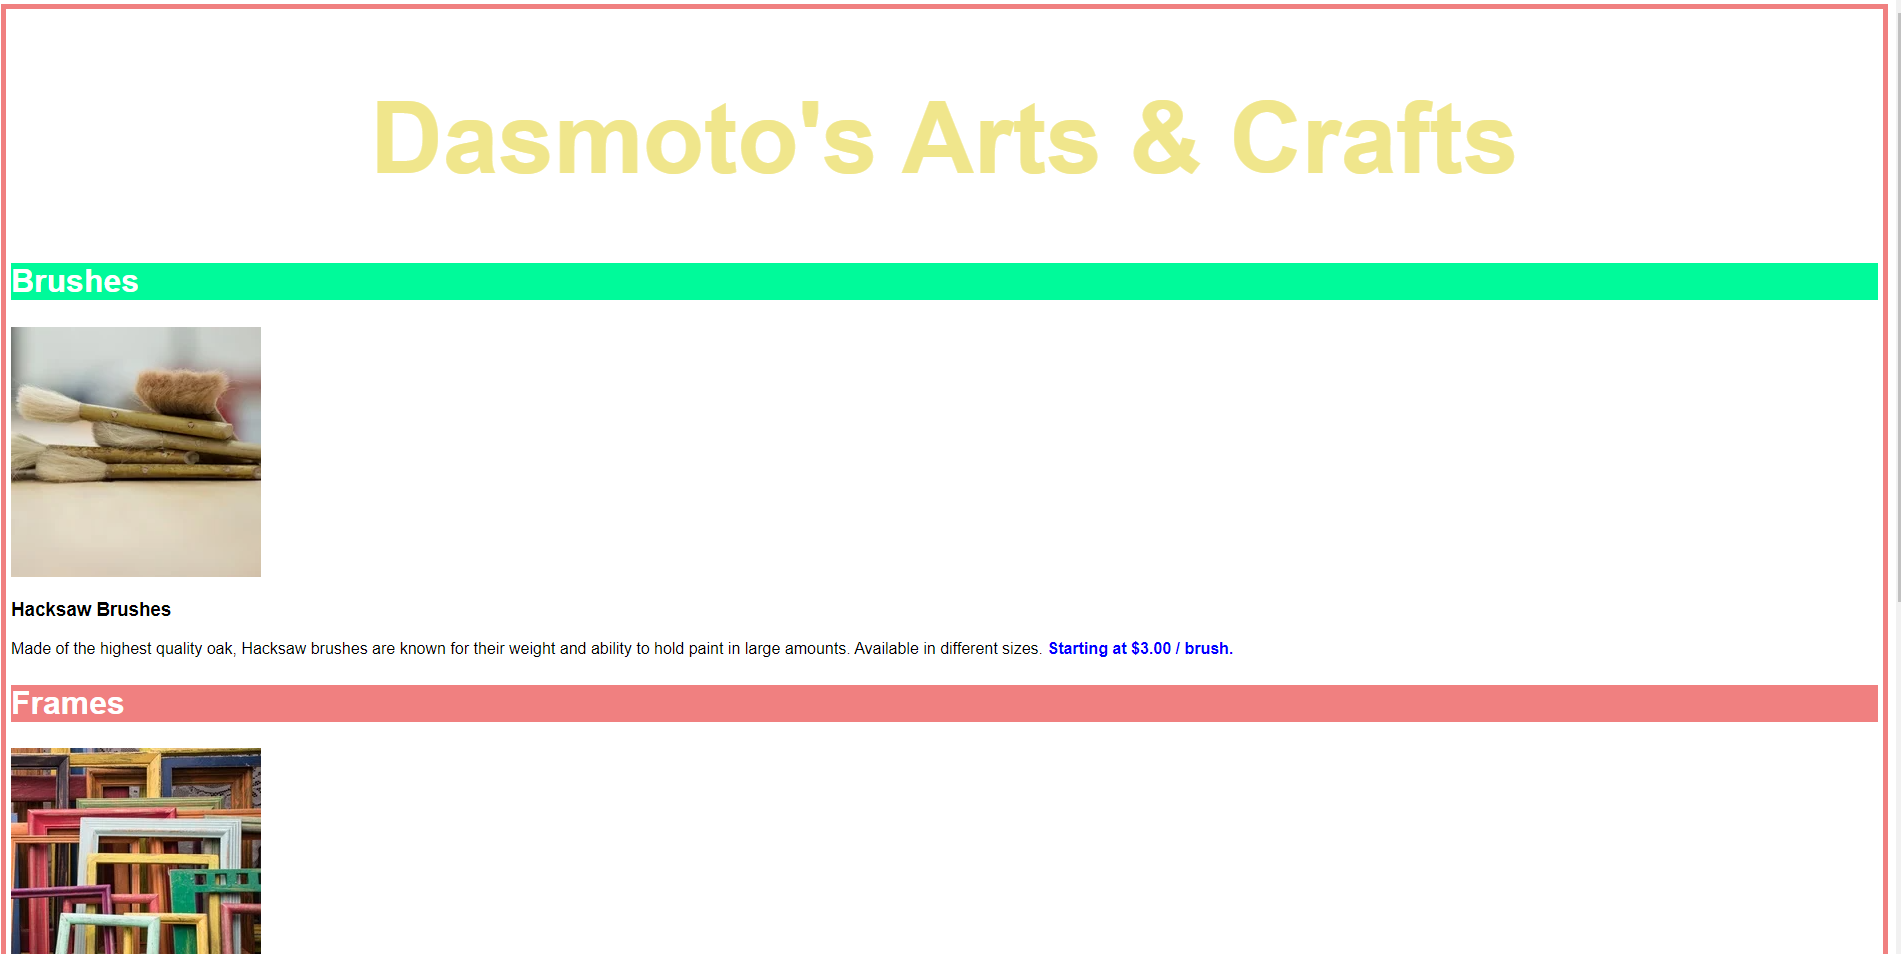 Dasmoto's Arts & Crafts
Brushes
Hacksaw Brushes
Made of the highest quality oak, Hacksaw brushes are known for their weight and ability to hold paint in large amounts. Available in different sizes. Starting at $3.00 / brush.
Frames